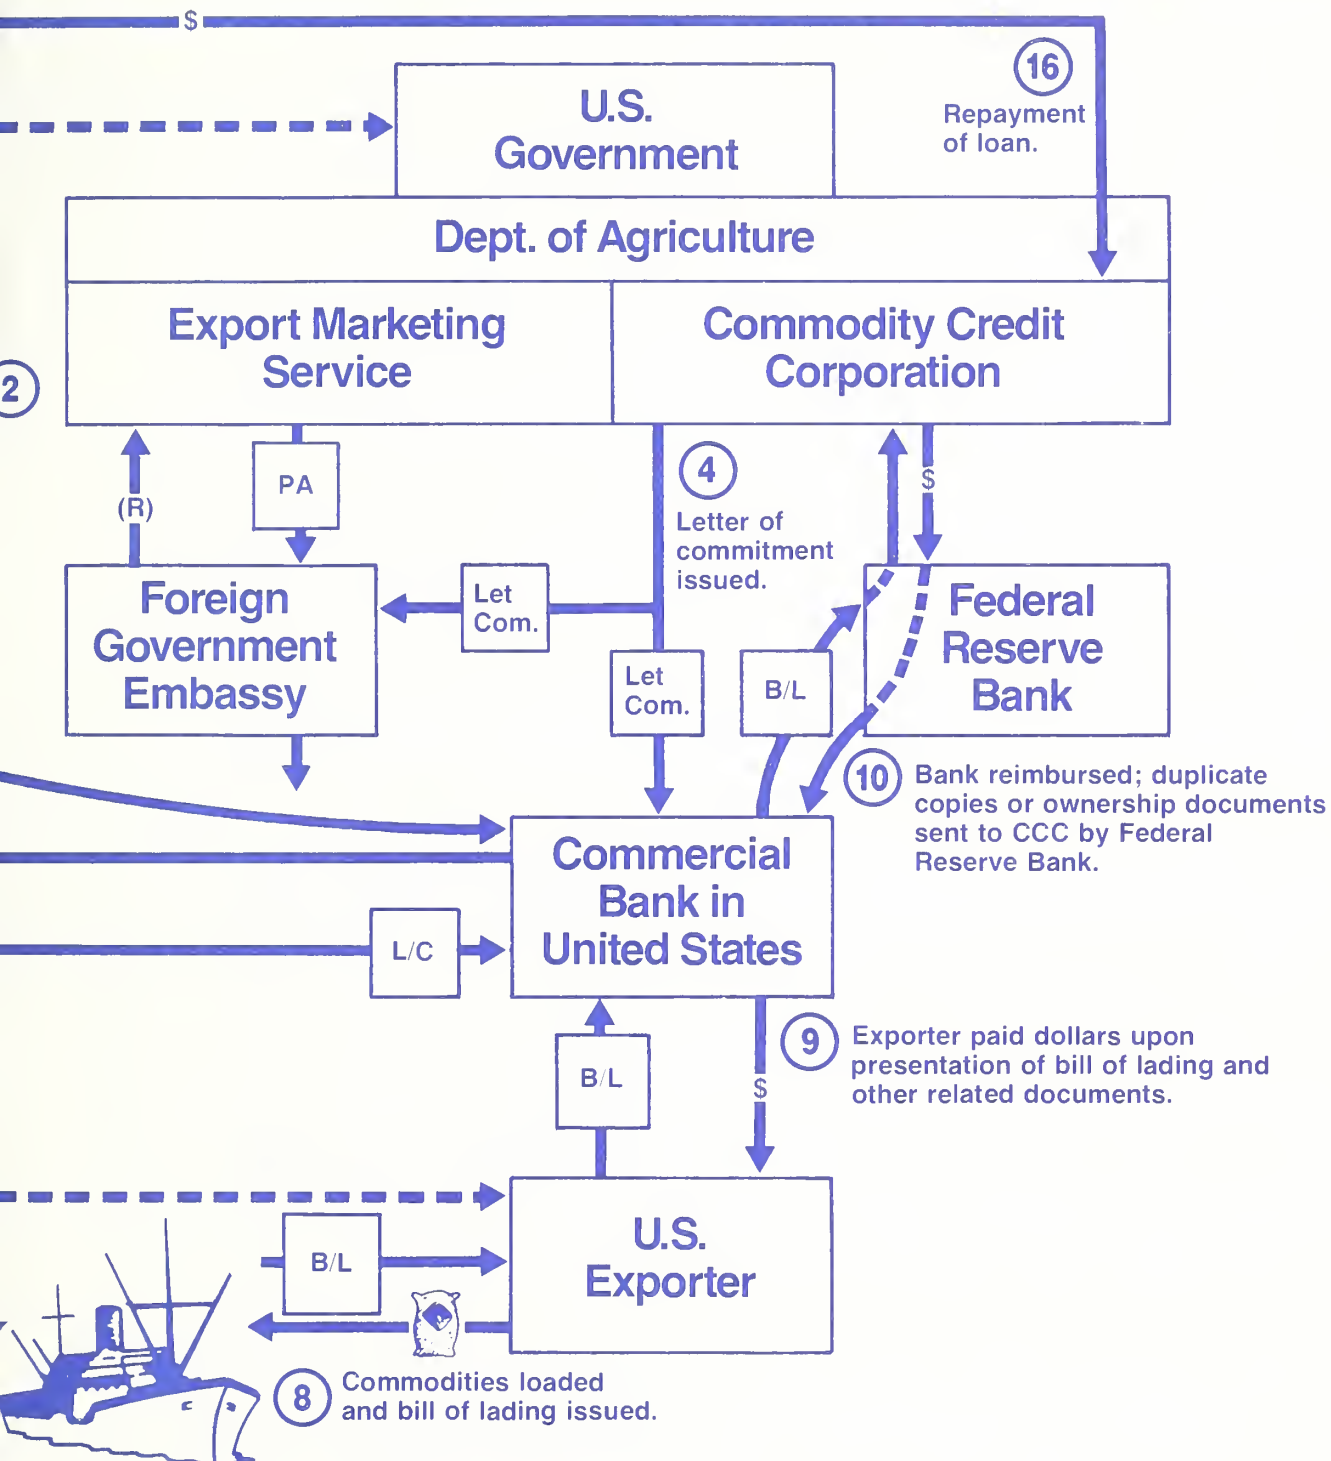 $
16
Repayment
of loan.
U.S.
Government
Dept. of Agriculture
Export Marketing
Service
Commodity Credit
Corporation
2
(R)
PA
4
Letter of
commitment
issued.
$
Foreign
Government
Embassy
Let
Com.
Let
Com.
B/L
Federal
Reserve
Bank
10
Bank reimbursed; duplicate
copies or ownership documents
sent to CCC by Federal
Reserve Bank.
Commercial
Bank in
United States
L/C
B/L
$
9
Exporter paid dollars upon
presentation of bill of lading and
other related documents.
U.S.
Exporter
B/L
8
Commodities loaded
and bill of lading issued.